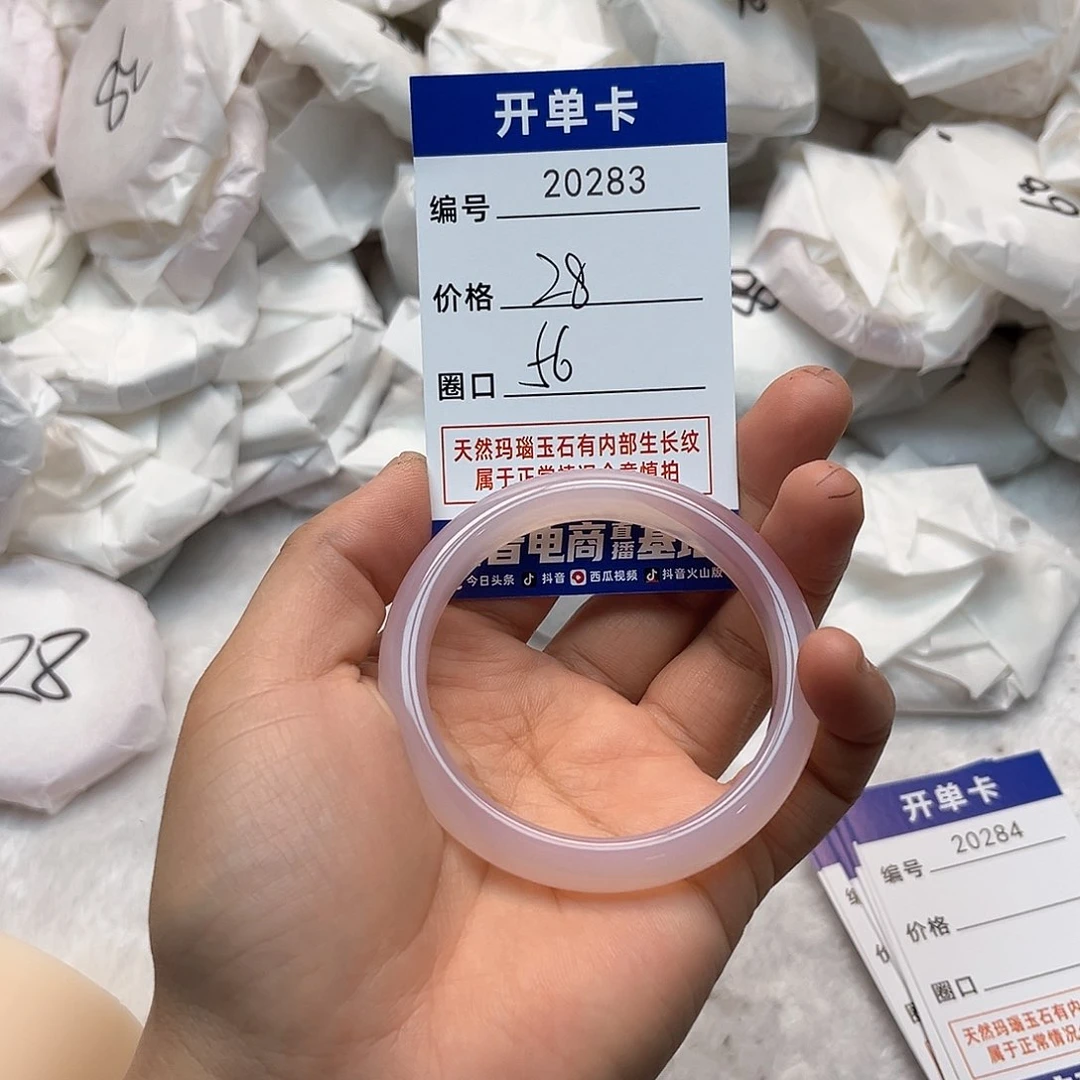 开单卡
编号 20283
价格 28
圈口 56
天然玛瑙玉石有内部生长纹
属于正常情况介意慎拍
音电商直播基地
今日头条 抖音 西瓜视频 抖音火山版
28
28
88
69
28
开单卡
编号 20284
价格
圈口
天然玛瑙玉石有内
属于正常情况